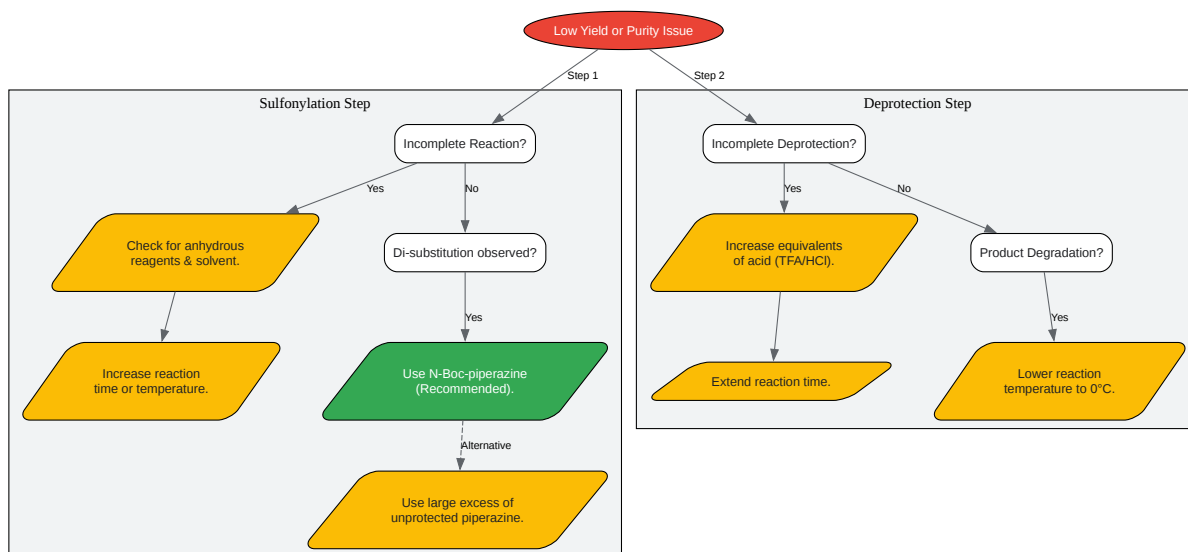 Low Yield or Purity Issue
Step 1
Step 2
Sulfonylation Step
Incomplete Reaction?
Yes
No
Check for anhydrous
reagents & solvent.
Di-substitution observed?
Yes
Increase reaction
time or temperature.
Use N-Boc-piperazine
(Recommended).
Alternative
Use large excess of
unprotected piperazine.
Deprotection Step
Incomplete Deprotection?
Yes
No
Increase equivalents
of acid (TFA/HCl).
Product Degradation?
Yes
Extend reaction time.
Lower reaction
temperature to 0°C.